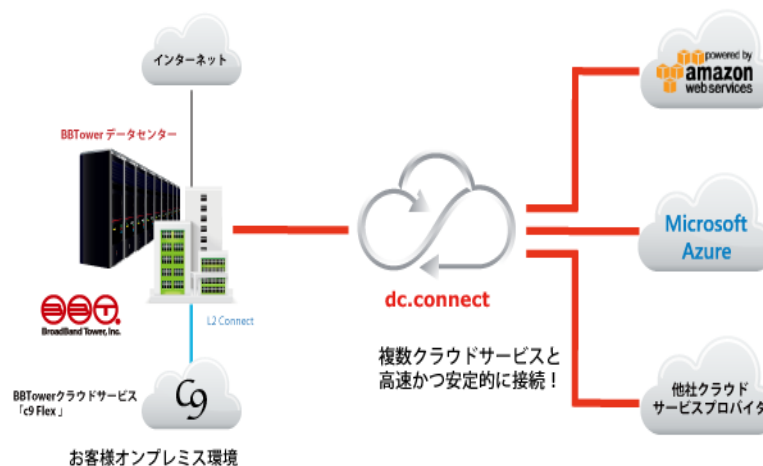 インターネット
BBTower データセンター
BBT.
BroadBand Tower, Inc.
L2 Connect
BBTowerクラウドサービス
「c9 Flex 」
C9
お客様オンプレミス環境
dc.connect
複数クラウドサービスと
高速かつ安定的に接続！
powered by
amazon
web services
Microsoft
Azure
他社クラウド
サービスプロバイダ